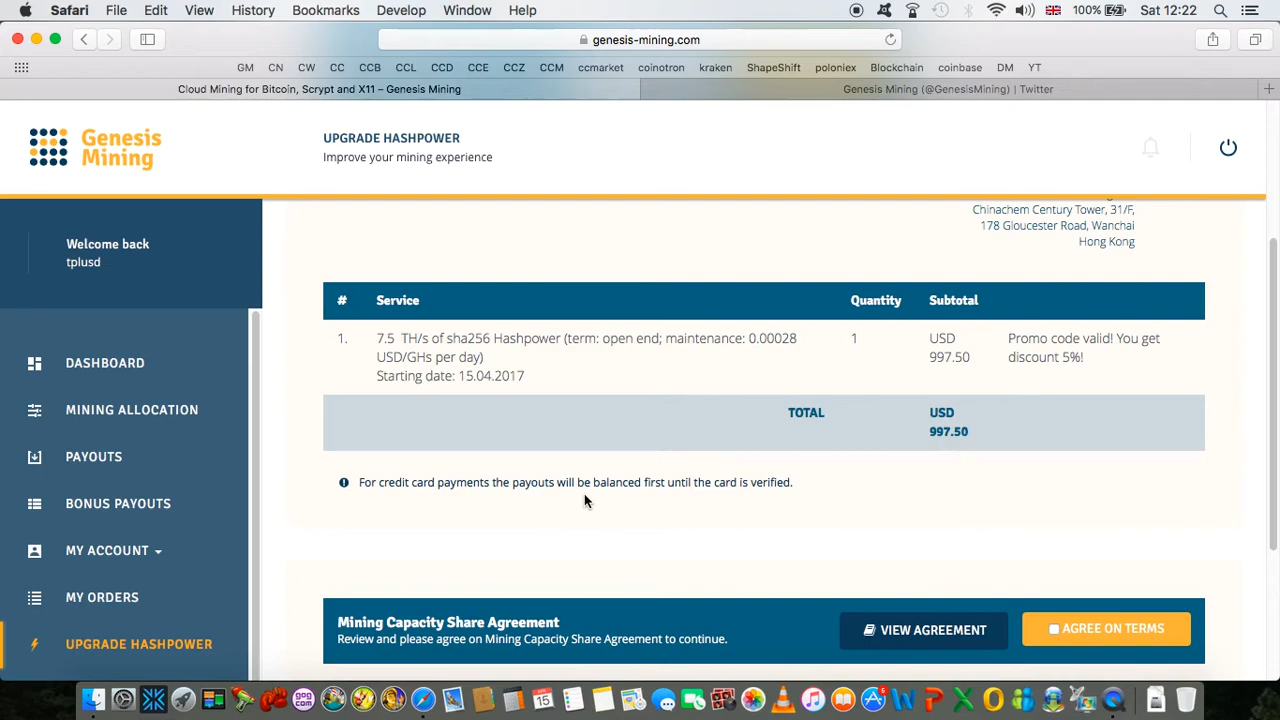 Safari File Edit View History Bookmarks Develop Window Help 100% Sat 12:22
genesis-mining.com
GM CN CW CC CCB CCL CCD CCE CCZ CCM ccmarket coinotron kraken ShapeShift poloniex Blockchain coinbase DM YT
Cloud Mining for Bitcoin, Scrypt and X11 – Genesis Mining Genesis Mining (@GenesisMining) | Twitter
Genesis
Mining
UPGRADE HASHPOWER
Improve your mining experience
Welcome back
tplusd
DASHBOARD
MINING ALLOCATION
PAYOUTS
BONUS PAYOUTS
MY ACCOUNT
MY ORDERS
UPGRADE HASHPOWER
Chinachem Century Tower, 31/F,
178 Gloucester Road, Wanchai
Hong Kong
# Service Quantity Subtotal
1. 7.5 TH/s of sha256 Hashpower (term: open end; maintenance: 0.00028 1 USD Promo code valid! You get
USD/GHs per day) 997.50 discount 5%!
Starting date: 15.04.2017
TOTAL USD
997.50
For credit card payments the payouts will be balanced first until the card is verified.
Mining Capacity Share Agreement
Review and please agree on Mining Capacity Share Agreement to continue.
VIEW AGREEMENT
AGREE ON TERMS